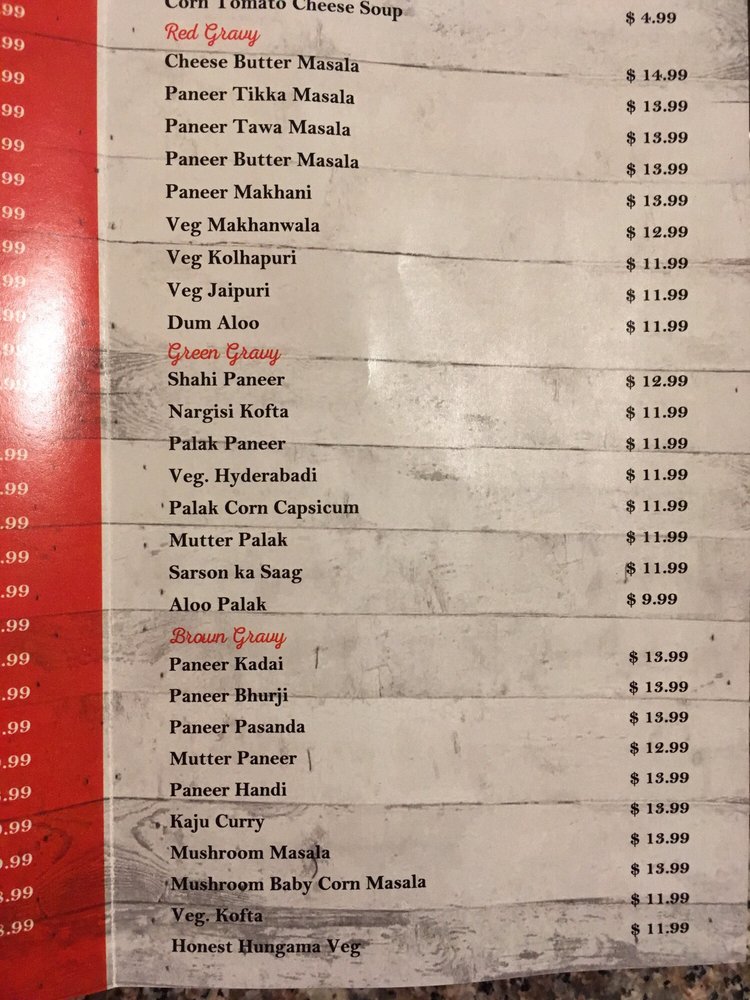 Corn Tomato Cheese Soup $ 4.99
Red Gravy
Cheese Butter Masala $ 14.99
Paneer Tikka Masala $ 13.99
Paneer Tawa Masala $ 13.99
Paneer Butter Masala $ 13.99
Paneer Makhani $ 13.99
Veg Makhanwala $ 12.99
Veg Kolhapuri $ 11.99
Veg Jaipuri $ 11.99
Dum Aloo $ 11.99
Green Gravy
Shahi Paneer $ 12.99
Nargisi Kofta $ 11.99
Palak Paneer $ 11.99
Veg. Hyderabadi $ 11.99
Palak Corn Capsicum $ 11.99
Mutter Palak $ 11.99
Sarson ka Saag $ 11.99
Aloo Palak $ 9.99
Brown Gravy
Paneer Kadai $ 13.99
Paneer Bhurji $ 13.99
Paneer Pasanda $ 13.99
Mutter Paneer $ 12.99
Paneer Handi $ 13.99
Kaju Curry $ 13.99
Mushroom Masala $ 13.99
Mushroom Baby Corn Masala $ 13.99
Veg. Kofta $ 11.99
Honest Hungama Veg $ 11.99